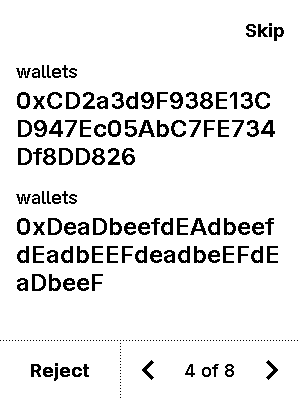 Skip
wallets
0xCD2a3d9F938E13C
D947Ec05AbC7FE734
Df8DD826
wallets
0xDeaDbeefdEAdbeef
dEadbEEFdeadbeEFdE
aDbeeF
Reject
4 of 8